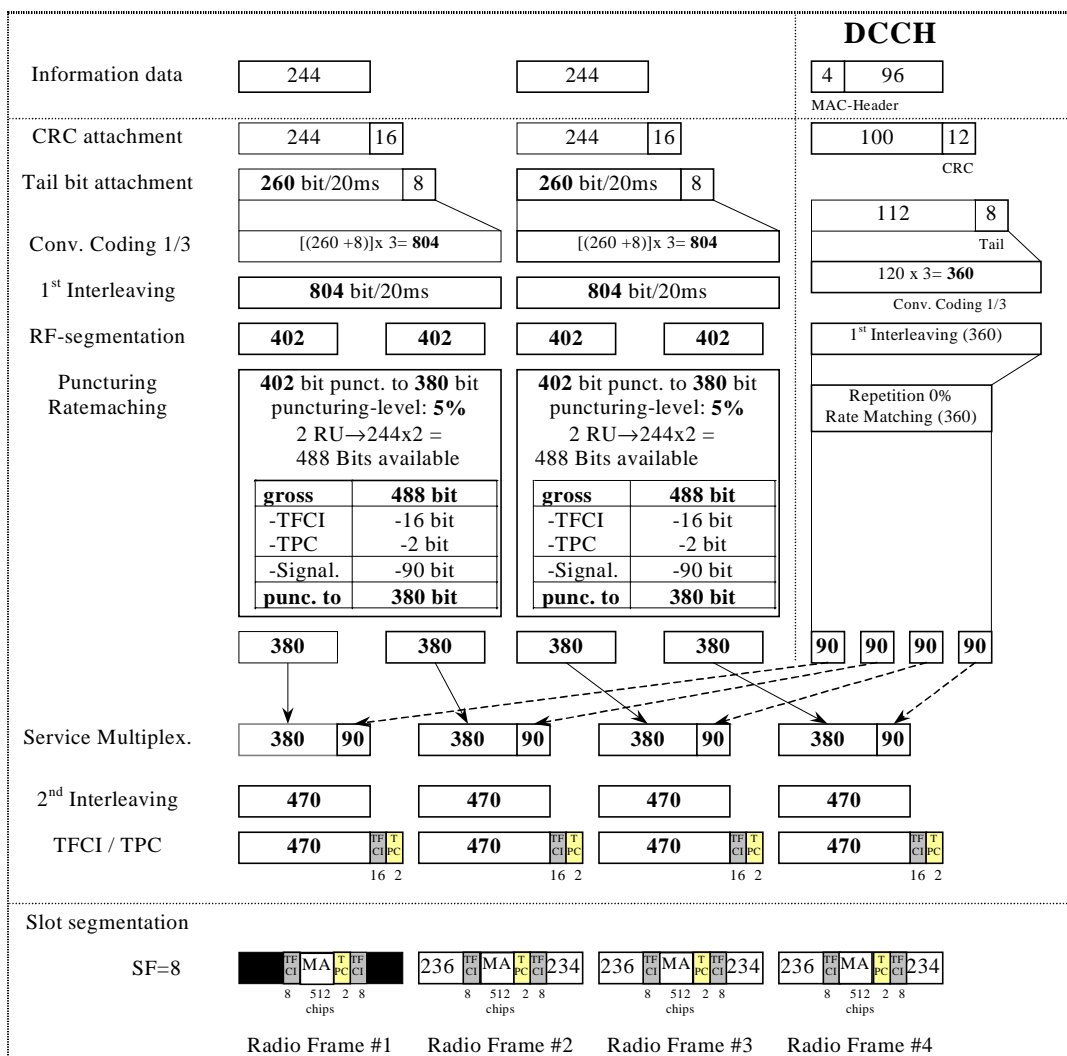 DCCH
Information data 244 244 4 96
MAC-Header
CRC attachment 244 16 244 16 100 12
CRC
Tail bit attachment 260 bit/20ms 8 260 bit/20ms 8
112 8
Tail
Conv. Coding 1/3 [(260 +8)]x 3= 804 [(260 +8)]x 3= 804
120 x 3= 360
Conv. Coding 1/3
1st Interleaving 804 bit/20ms 804 bit/20ms
RF-segmentation 402 402 402 402 1st Interleaving (360)
Puncturing
Ratemaching
402 bit punct. to 380 bit
puncturing-level: 5%
2 RU→244x2 =
488 Bits available
gross 488 bit
-TFCI -16 bit
-TPC -2 bit
-Signal. -90 bit
punc. to 380 bit
402 bit punct. to 380 bit
puncturing-level: 5%
2 RU→244x2 =
488 Bits available
gross 488 bit
-TFCI -16 bit
-TPC -2 bit
-Signal. -90 bit
punc. to 380 bit
Repetition 0%
Rate Matching (360)
380 380 380 380 90 90 90 90
Service Multiplex. 380 90 380 90 380 90 380 90
2nd Interleaving 470 470 470 470
TFCI / TPC 470 TF CI T PC 470 TF CI T PC 470 TF CI T PC 470 TF CI T PC
16 2 16 2 16 2 16 2
Slot segmentation
SF=8 TF CI MA T PC TF CI 236 TF CI MA T PC TF CI 234 236 TF CI MA T PC TF CI 234 236 TF CI MA T PC TF CI 234
8 512 2 8 8 512 2 8 8 512 2 8 8 512 2 8
chips chips chips chips
Radio Frame #1 Radio Frame #2 Radio Frame #3 Radio Frame #4